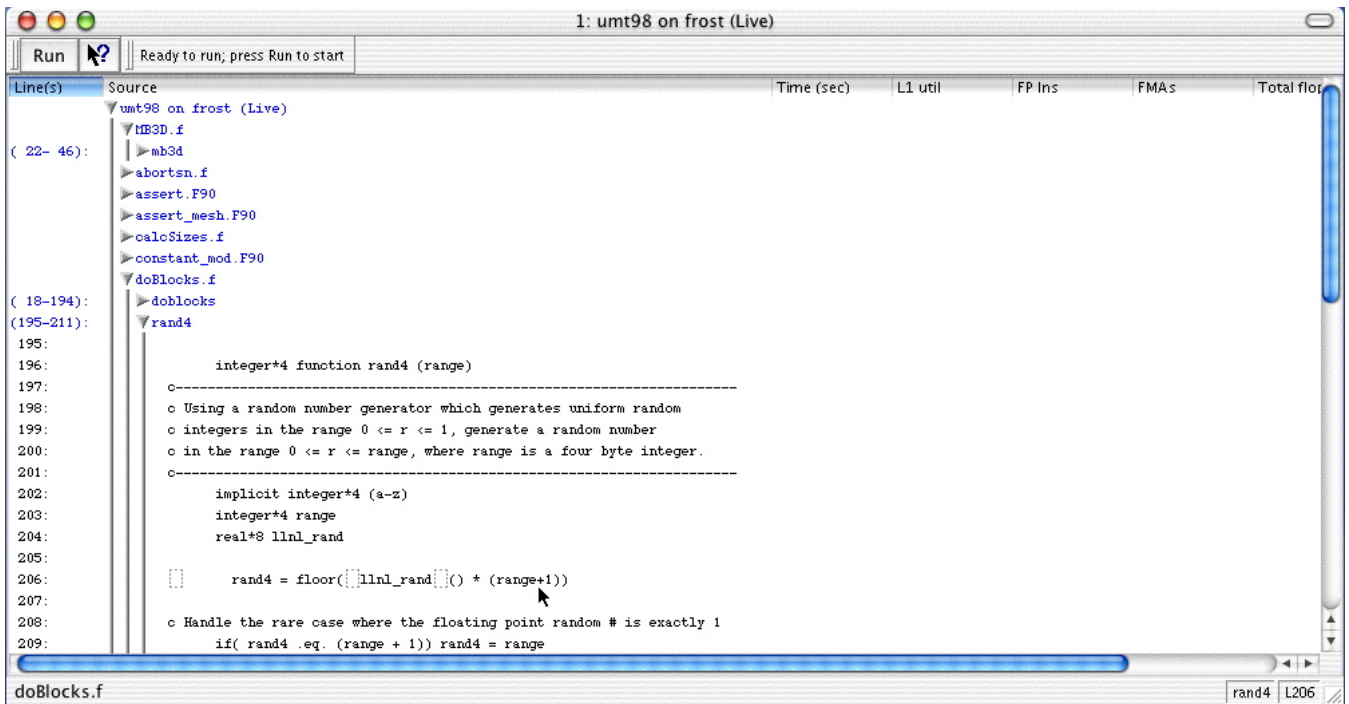 1: umt98 on frost (Live)
Run ? Ready to run; press Run to start
Line(s) Source Time (sec) L1 util FP Ins FMAs Total flop
umt98 on frost (Live)
MB3D.f
( 22- 46): mb3d
abortsn.f
assert.F90
assert_mesh.F90
calcSizes.f
constant_mod.F90
doBlocks.f
( 18-194): doblocks
(195-211): rand4
195:
196: integer*4 function rand4 (range)
197: c----------------------------------------------------------------------
198: c Using a random number generator which generates uniform random
199: c integers in the range 0 <= r <= 1, generate a random number
200: c in the range 0 <= r <= range, where range is a four byte integer.
201: c----------------------------------------------------------------------
202: implicit integer*4 (a-z)
203: integer*4 range
204: real*8 llnl_rand
205:
206: rand4 = floor( llnl_rand () * (range+1))
207:
208: c Handle the rare case where the floating point random # is exactly 1
209: if( rand4 .eq. (range + 1)) rand4 = range
doBlocks.f rand4 L206